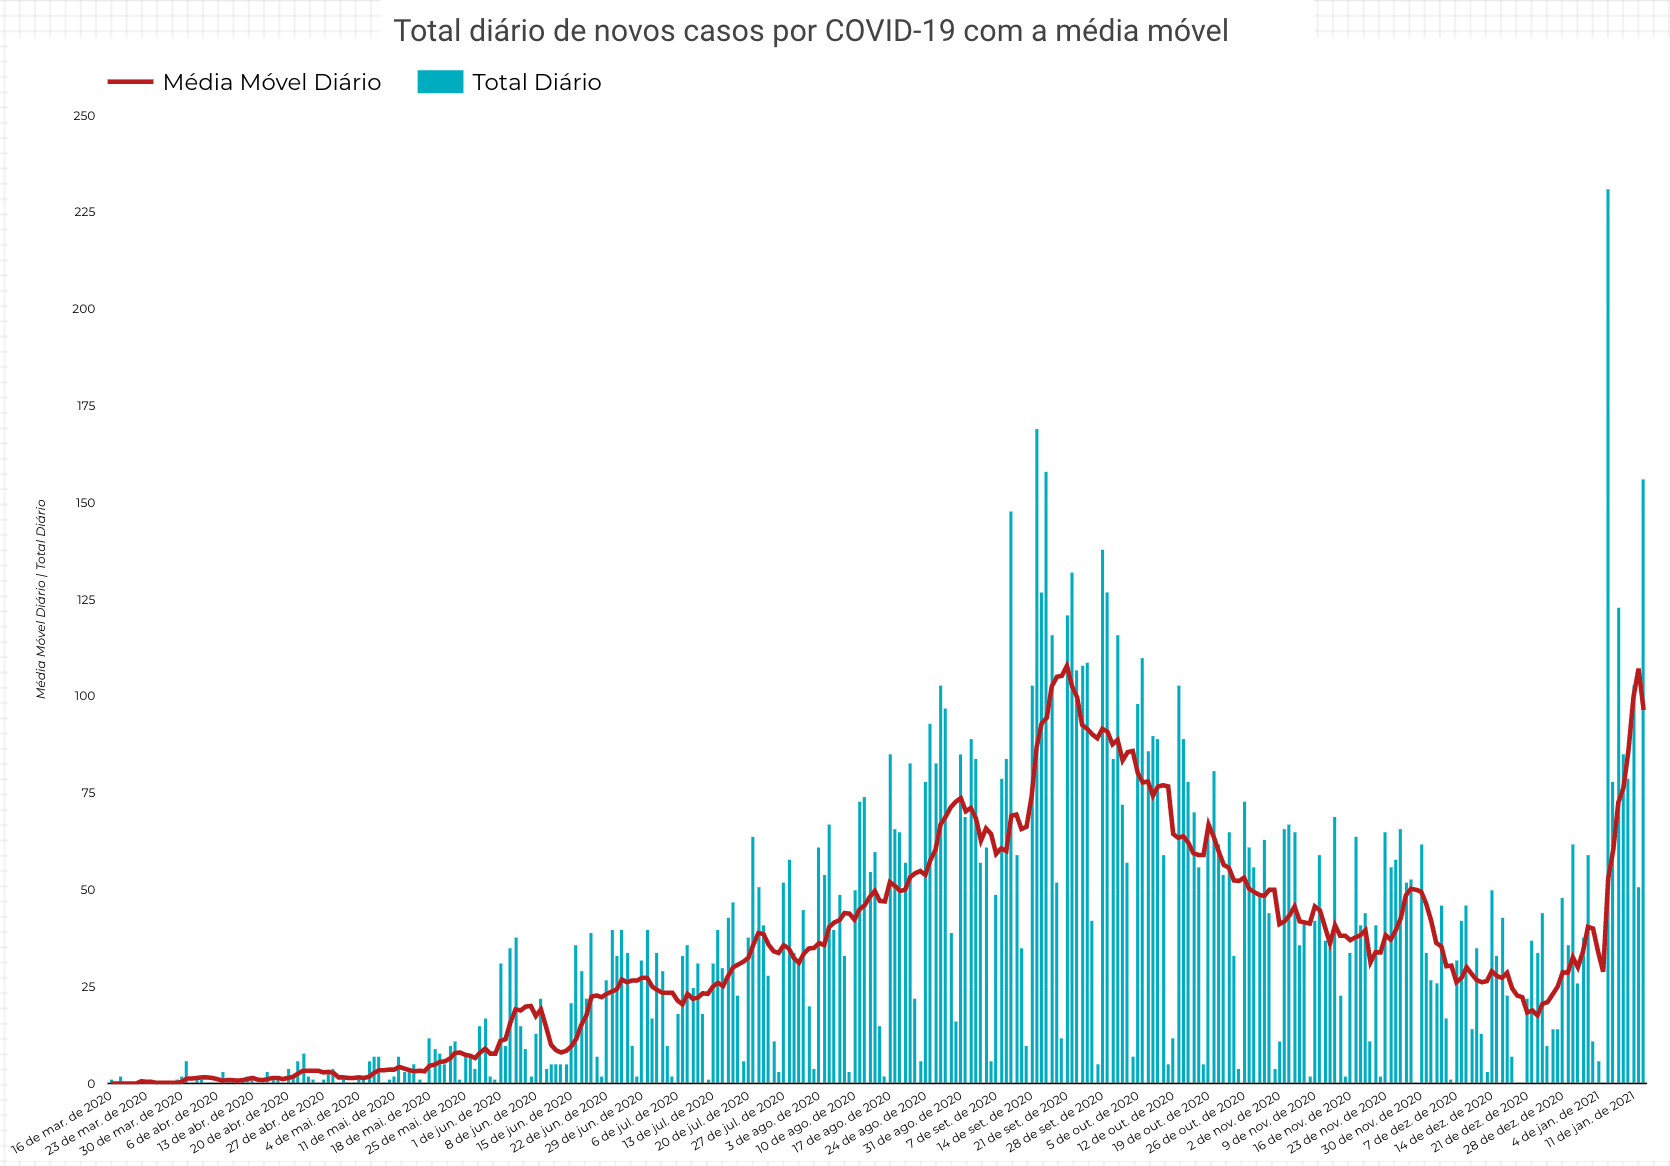 Total diário de novos casos por COVID-19 com a média móvel
Média Móvel Diário
Total Diário
250
225
200
175
150
125
100
75
50
25
0
Média Móvel Diário | Total Diário
16 de mar. de 2020
23 de mar. de 2020
30 de mar. de 2020
6 de abr. de 2020
13 de abr. de 2020
20 de abr. de 2020
27 de abr. de 2020
4 de mai. de 2020
11 de mai. de 2020
18 de mai. de 2020
25 de mai. de 2020
1 de jun. de 2020
8 de jun. de 2020
15 de jun. de 2020
22 de jun. de 2020
29 de jun. de 2020
6 de jul. de 2020
13 de jul. de 2020
20 de jul. de 2020
27 de jul. de 2020
3 de ago. de 2020
10 de ago. de 2020
17 de ago. de 2020
24 de ago. de 2020
31 de ago. de 2020
7 de set. de 2020
14 de set. de 2020
21 de set. de 2020
28 de set. de 2020
5 de out. de 2020
12 de out. de 2020
19 de out. de 2020
26 de out. de 2020
2 de nov. de 2020
9 de nov. de 2020
16 de nov. de 2020
23 de nov. de 2020
30 de nov. de 2020
7 de dez. de 2020
14 de dez. de 2020
21 de dez. de 2020
28 de dez. de 2020
4 de jan. de 2021
11 de jan. de 2021